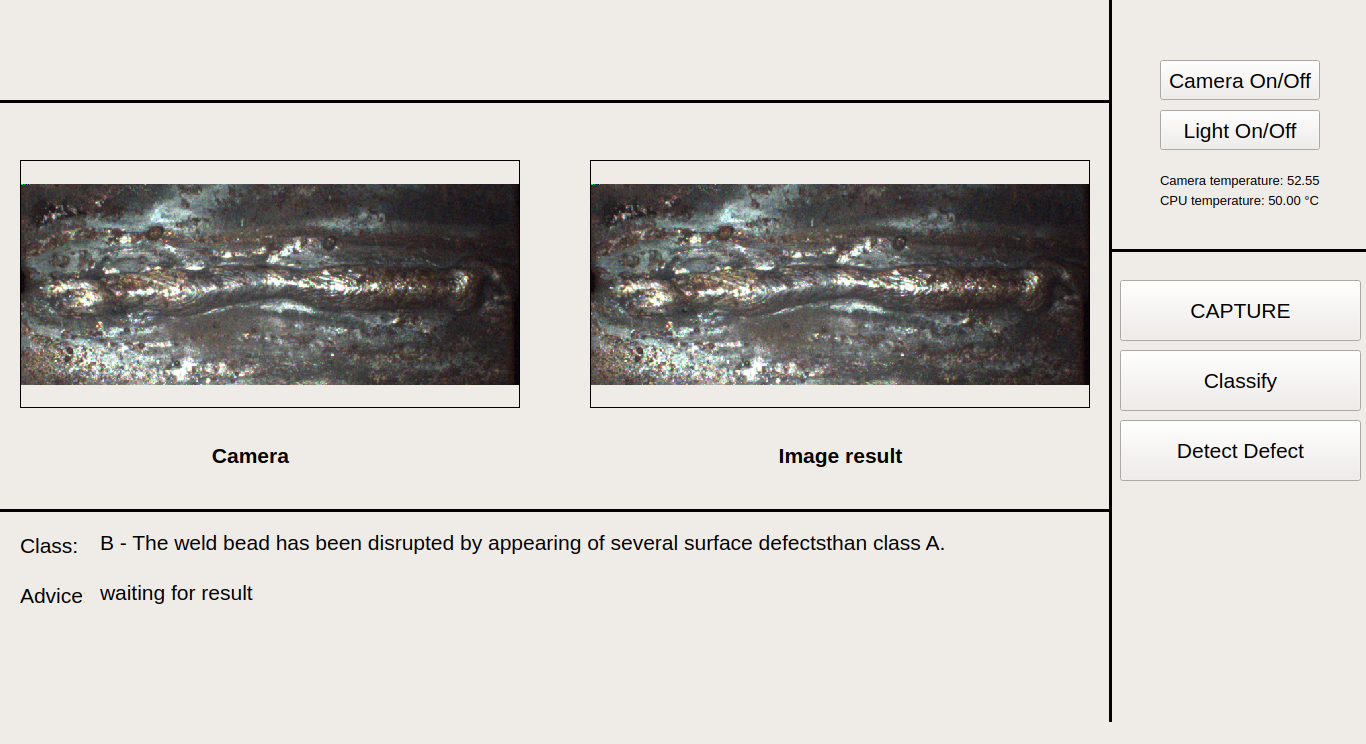 Camera On/Off
Light On/Off
Camera temperature: 52.55
CPU temperature: 50.00 °C
CAPTURE
Classify
Detect Defect
Camera
Image result
Class: B - The weld bead has been disrupted by appearing of several surface defectsthan class A.
Advice waiting for result